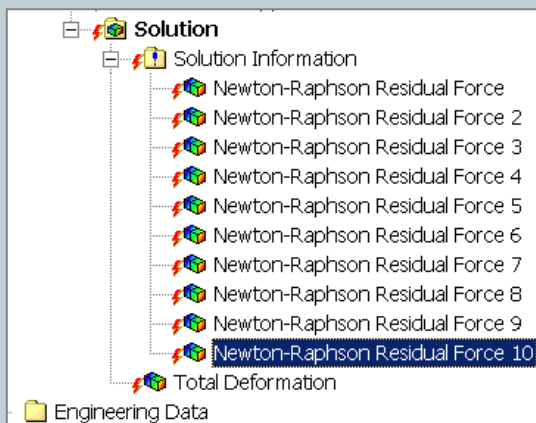 Solution
Solution Information
Newton-Raphson Residual Force
Newton-Raphson Residual Force 2
Newton-Raphson Residual Force 3
Newton-Raphson Residual Force 4
Newton-Raphson Residual Force 5
Newton-Raphson Residual Force 6
Newton-Raphson Residual Force 7
Newton-Raphson Residual Force 8
Newton-Raphson Residual Force 9
Newton-Raphson Residual Force 10
Total Deformation
Engineering Data